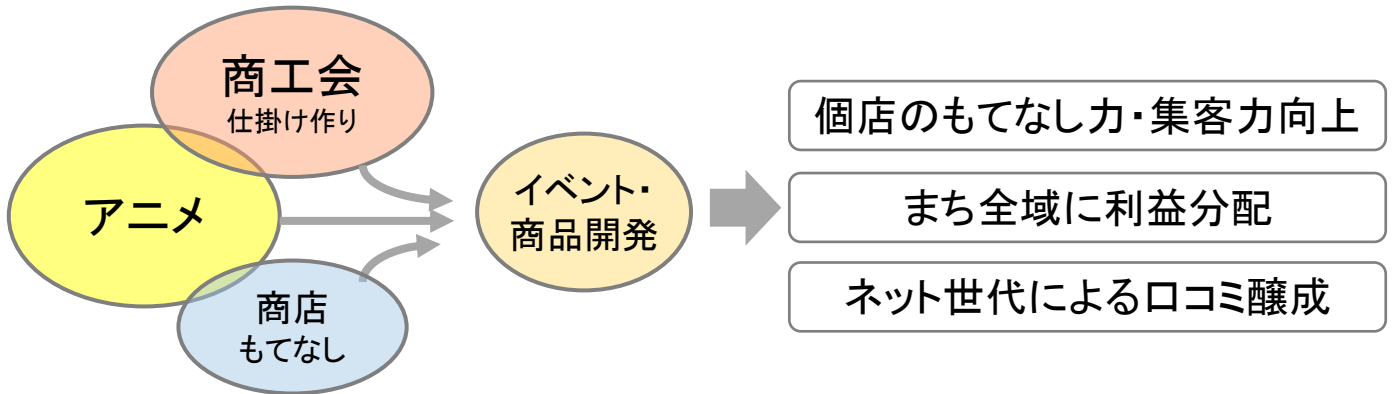 商工会
仕掛け作り
アニメ
商店
もてなし
イベント・
商品開発
個店のもてなし力・集客力向上
まち全域に利益分配
ネット世代による口コミ醸成